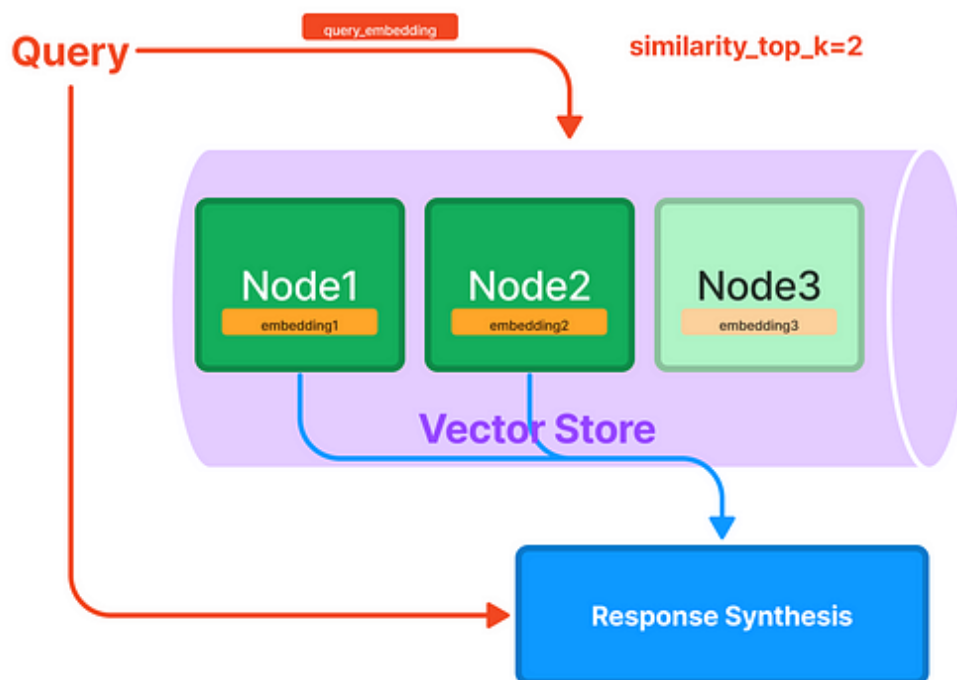 query_embedding
Query
similarity_top_k=2
Node1
embedding1
Node2
embedding2
Node3
embedding3
Vector Store
Response Synthesis